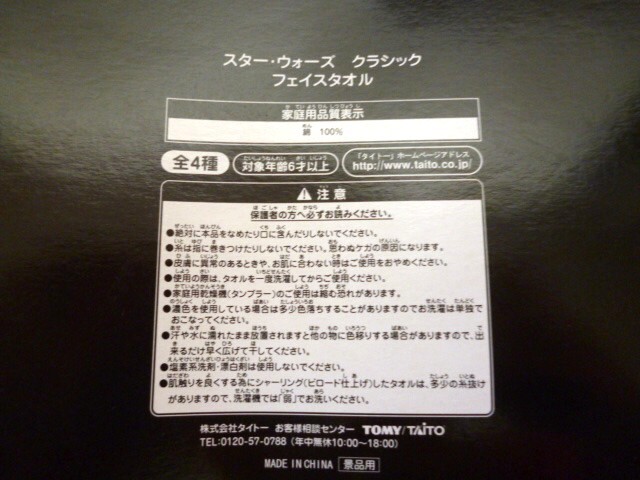 スター・ウォーズ クラシック
フェイスタオル
家庭用品質表示
綿 100%
全4種
対象年齢6才以上
「タイトー」ホームページアドレス
http://www.taito.co.jp/
⚠ 注意
保護者の方へ必ずお読みください。
●絶対に本品をなめたり口に含んだりしないでください。
●糸は指に巻きつけたりしないでください。思わぬケガの原因になります。
●皮膚に異常のあるときや、お肌に合わない時はご使用をおやめください。
●使用の際は、タオルを一度洗濯してからご使用ください。
●家庭用乾燥機(タンブラー)のご使用は縮む恐れがあります。
●濃色を使用している場合は多少色落ちすることがありますのでお洗濯は単独で
おこなってください。
●汗や水に濡れたまま放置されますと他の物に色移りする場合がありますので、出
来るだけ早く広げて干してください。
●塩素系洗剤・漂白剤は使用しないでください。
●肌触りを良くする為にシャーリング(ビロード仕上げ)したタオルは、多少の糸抜け
がありますので、洗濯機では「弱」でお洗いください。
株式会社タイトー お客様相談センター TOMY/TAITO
TEL:0120-57-0788 (年中無休10:00~18:00)
MADE IN CHINA 景品用